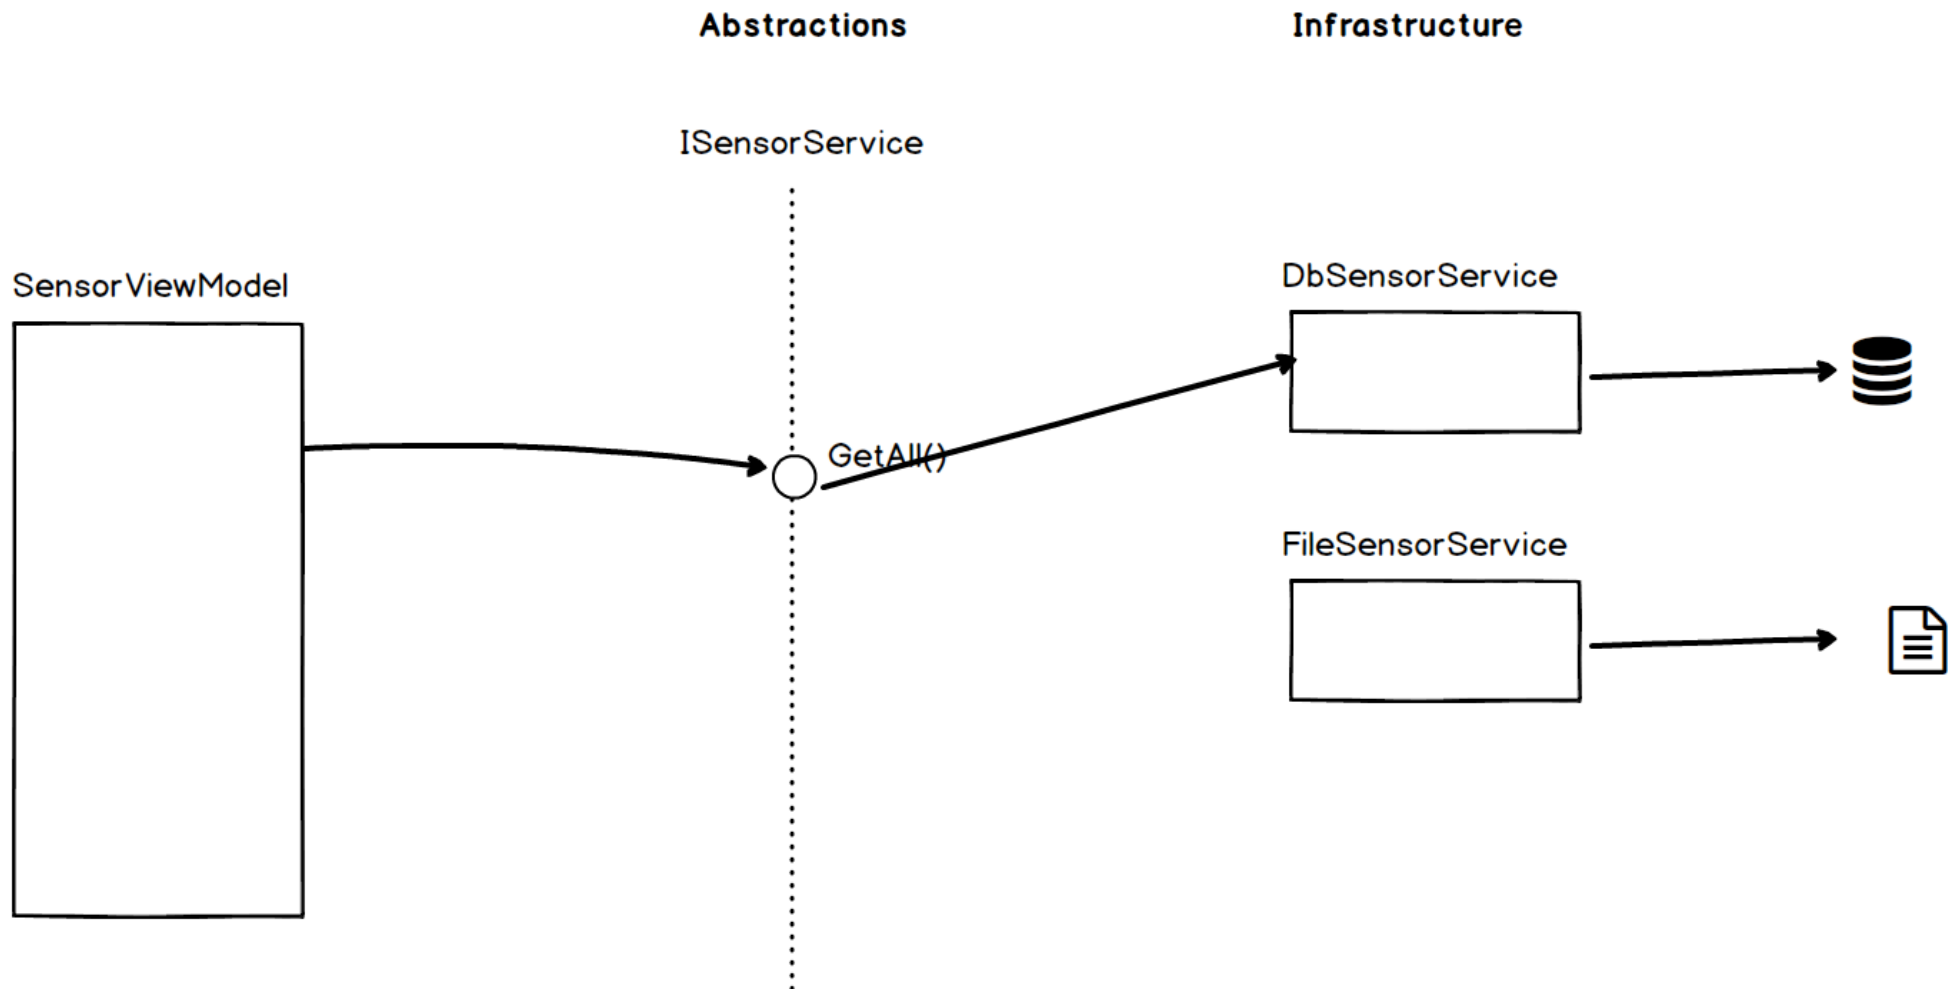 Abstractions
Infrastructure
ISensorService
SensorViewModel
DbSensorService
GetAll()
FileSensorService